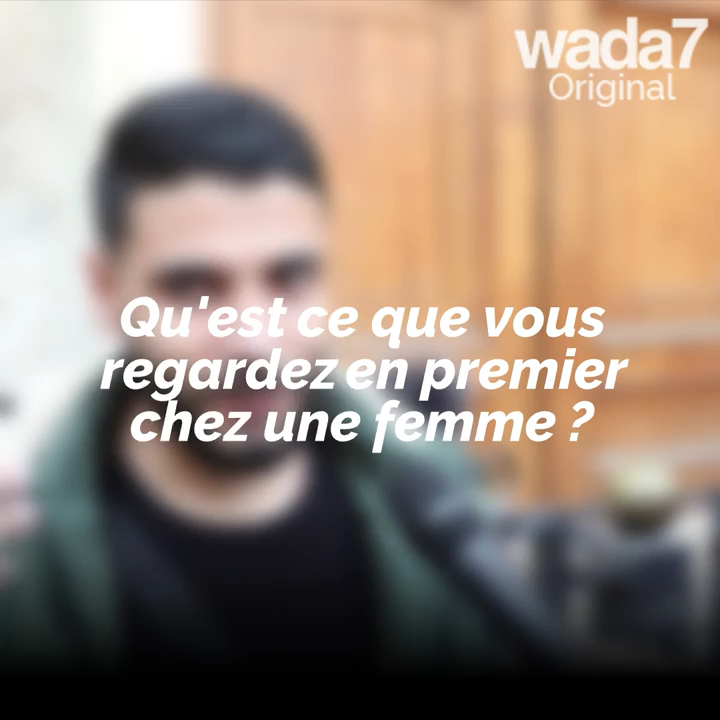 wada7
Original
Qu'est ce que vous
regardez en premier
chez une femme ?